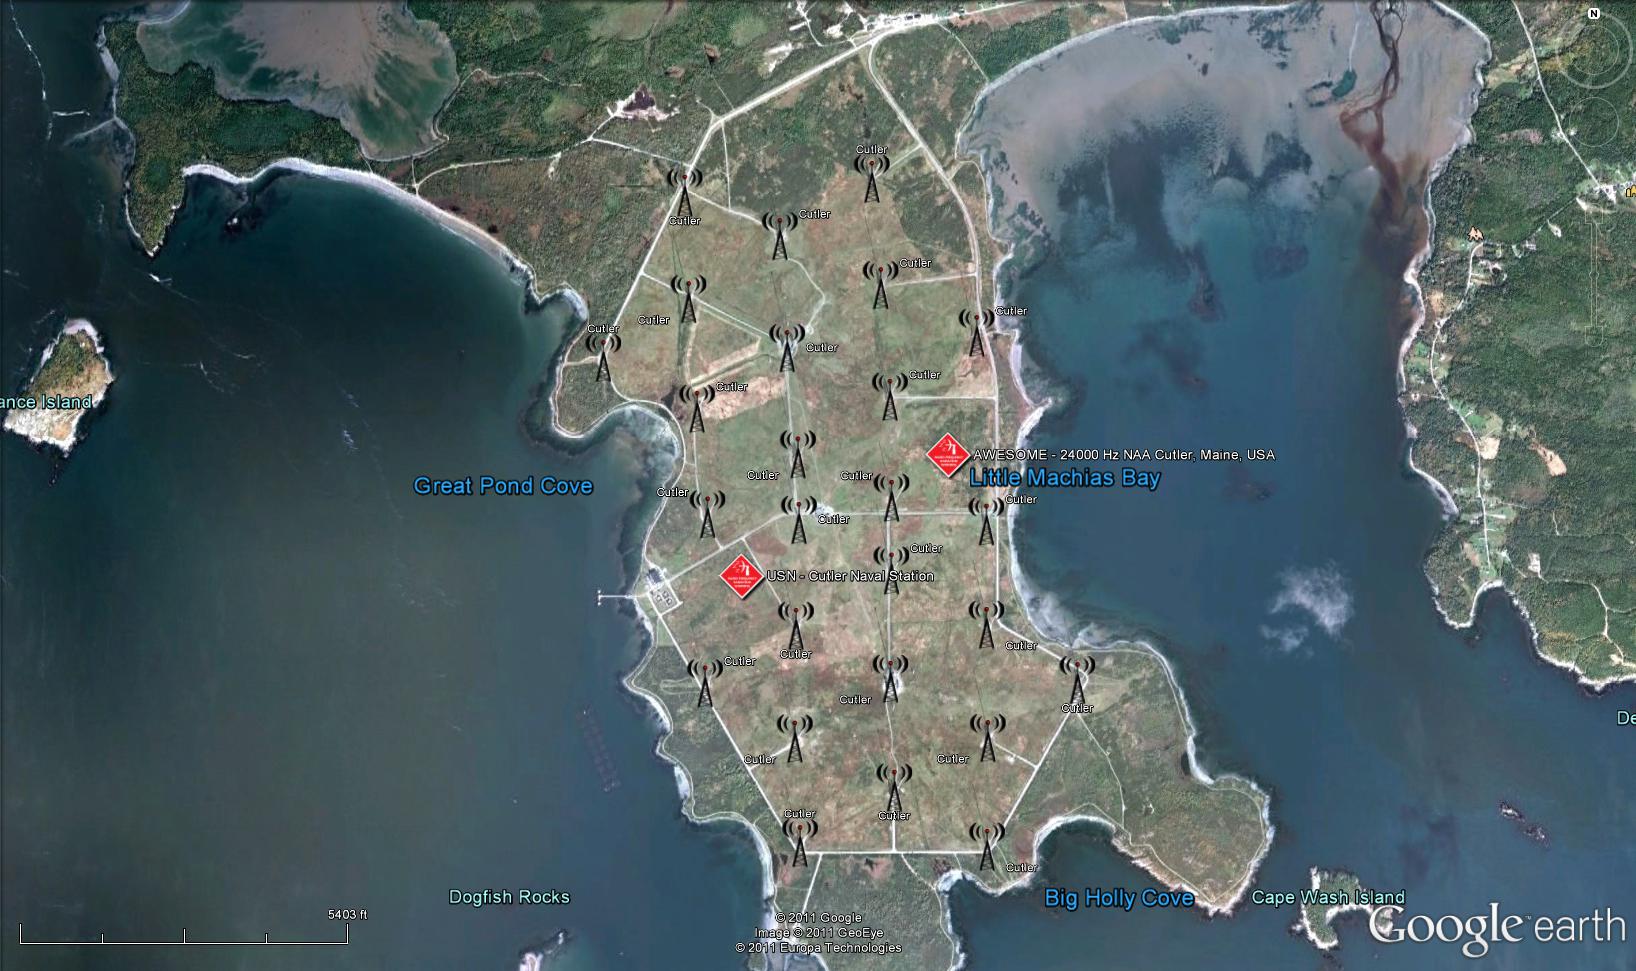 N
Cutler
Cutler
Cutler
Cutler
Cutler
Cutler
Cutler
Cutler
Cutler
Cutler
Cutler
ance Island
AWESOME - 24000 Hz NAA Cutler, Maine, USA
Cutler
Cutler
Little Machias Bay
Great Pond Cove
Cutler
Cutler
Cutler
Cutler
USN - Cutler Naval Station
Cutler
Cutler
Cutler
Cutler
Cutler
De
Cutler
Cutler
Cutler
Cutler
Cutler
Dogfish Rocks
Big Holly Cove
Cape Wash Island
5403 ft
© 2011 Google
Image © 2011 GeoEye
© 2011 Europa Technologies
Google earth